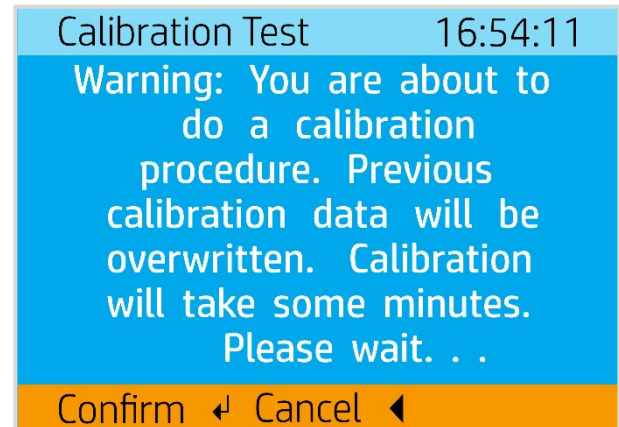 Calibration Test 16:54:11
Warning: You are about to
do a calibration
procedure. Previous
calibration data will be
overwritten. Calibration
will take some minutes.
Please wait. . .
Confirm ↵ Cancel ◀